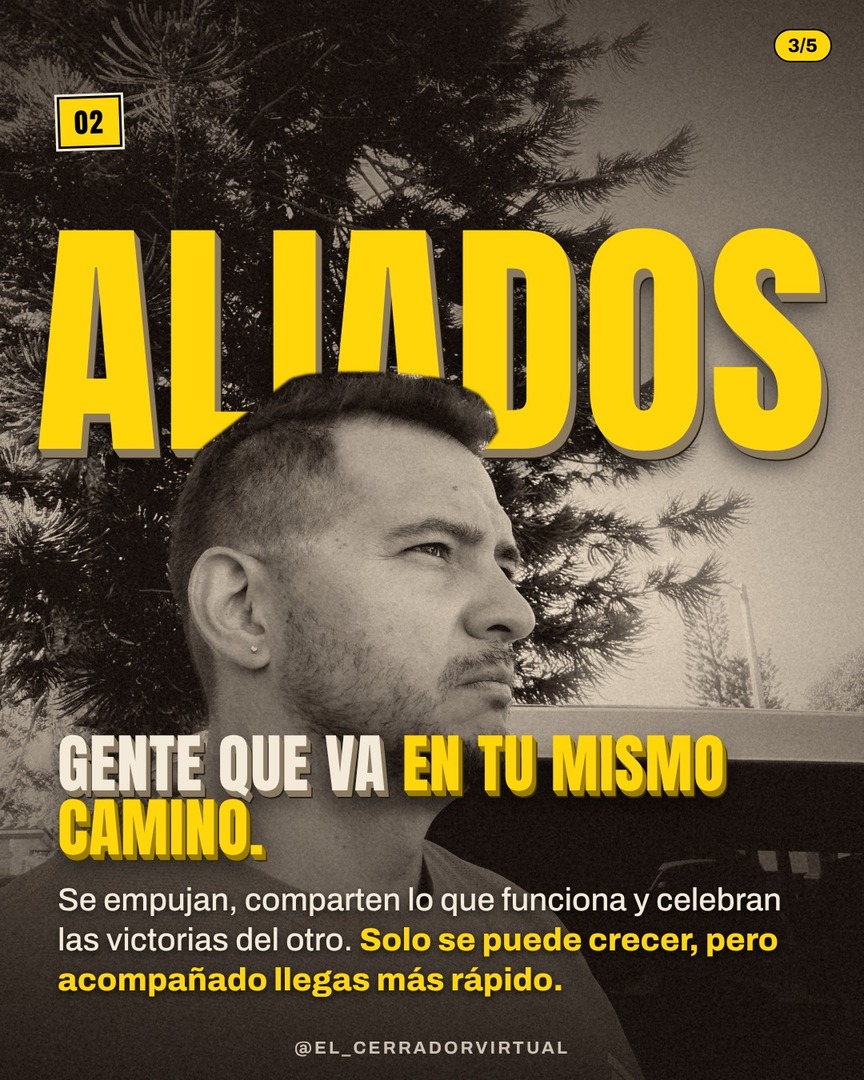 3/5
02
ALIADOS
GENTE QUE VA EN TU MISMO
CAMINO.
Se empujan, comparten lo que funciona y celebran
las victorias del otro. Solo se puede crecer, pero
acompañado llegas más rápido.
@EL_CERRADORVIRTUAL